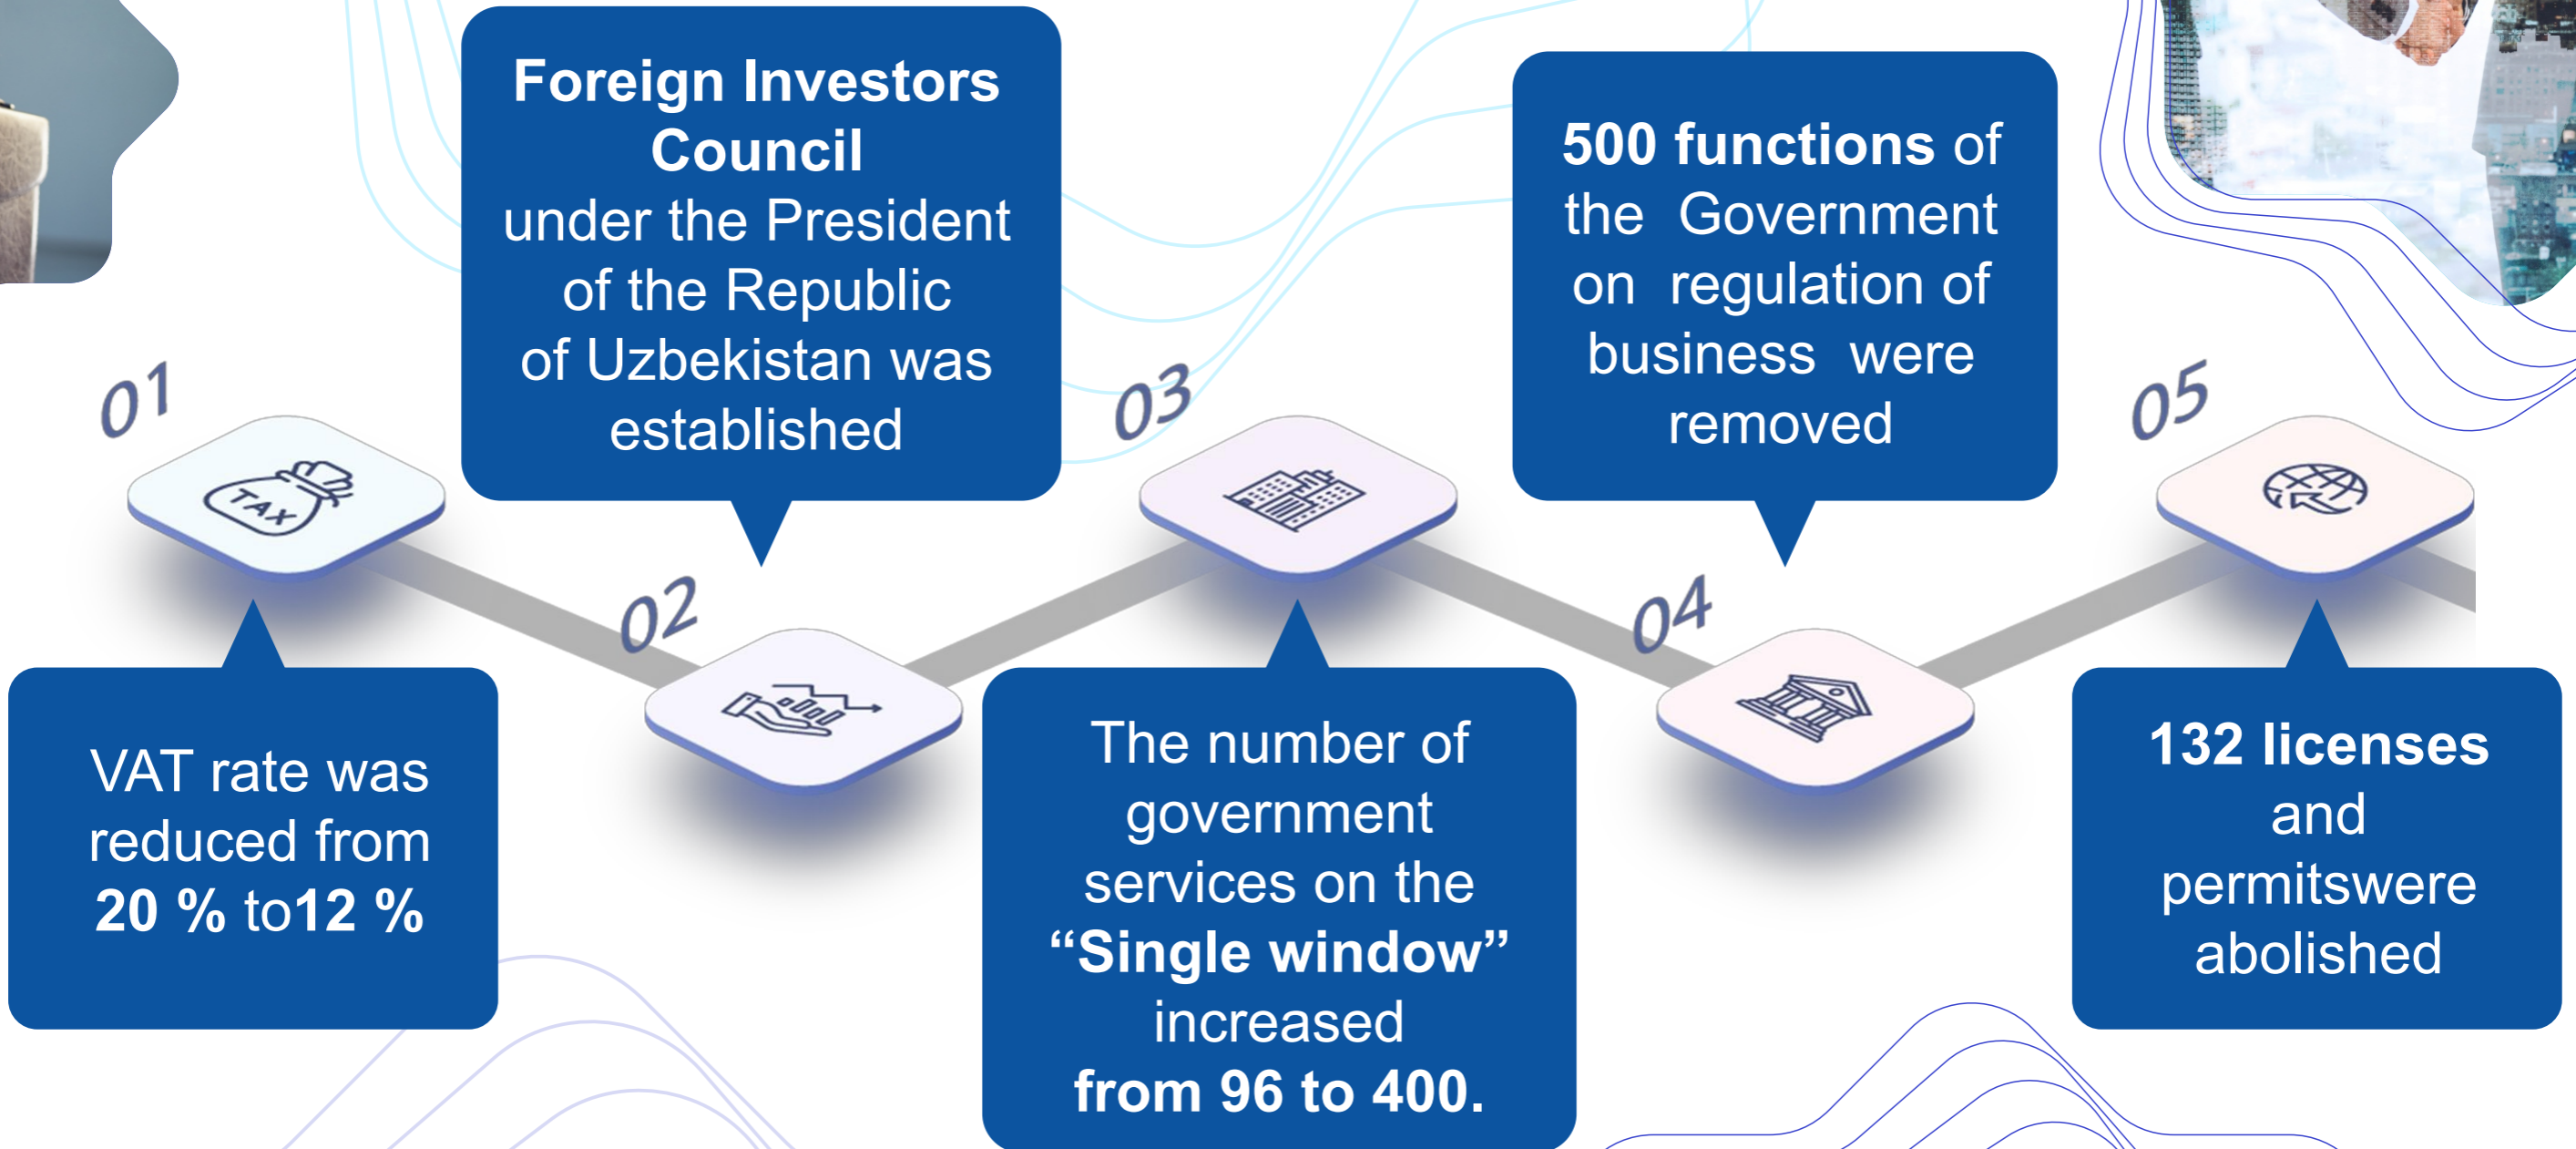 01
TAX
VAT rate was
reduced from
20 % to12 %
Foreign Investors
Council
under the President
of the Republic
of Uzbekistan was
established
02
03
The number of
government
services on the
“Single window”
increased
from 96 to 400.
500 functions of
the Government
on regulation of
business were
removed
04
05
132 licenses
and
permitswere
abolished